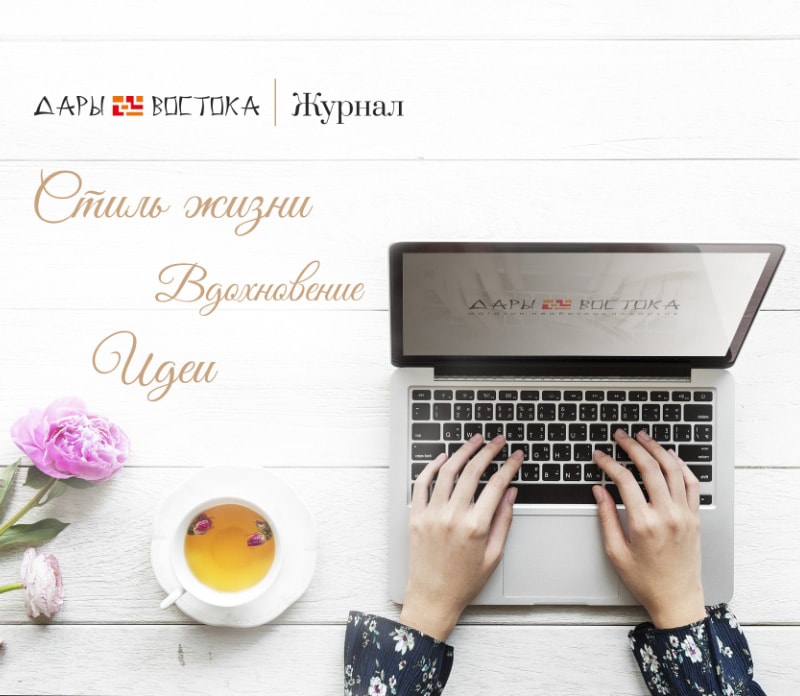 ДАРЫ ВОСТОКА | Журнал
Стиль жизни
Вдохновение
Идеи
ДАРЫ ВОСТОКА